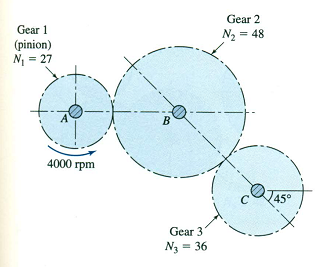 Gear 1
(pinion)
N₁ = 27
Gear 2
N₂ = 48
A
B
4000 rpm
C
45°
Gear 3
N₃ = 36